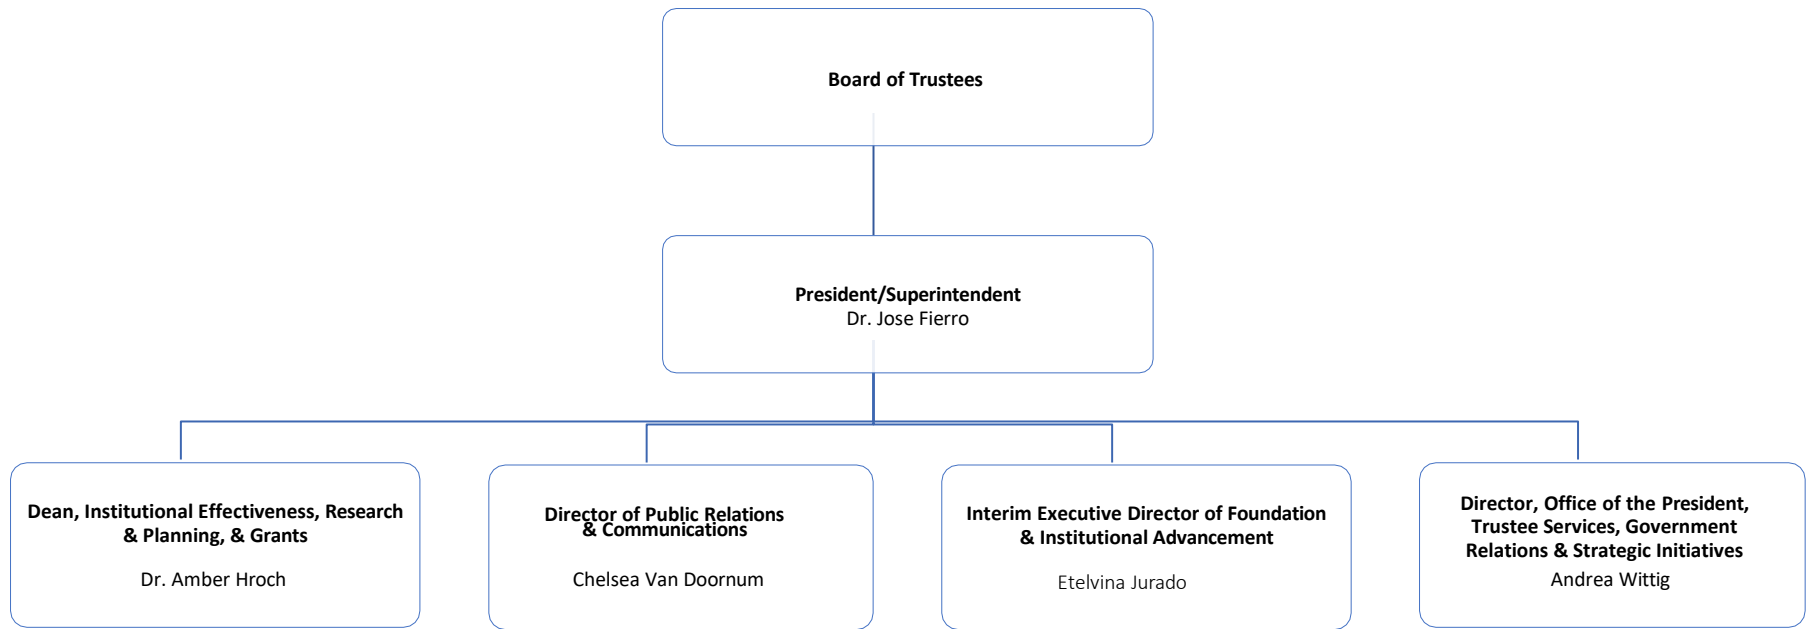 Board of Trustees
President/Superintendent
Dr. Jose Fierro
Dean, Institutional Effectiveness, Research
& Planning, & Grants
Dr. Amber Hroch
Director of Public Relations
& Communications
Chelsea Van Doornum
Interim Executive Director of Foundation
& Institutional Advancement
Etelvina Jurado
Director, Office of the President,
Trustee Services, Government
Relations & Strategic Initiatives
Andrea Wittig